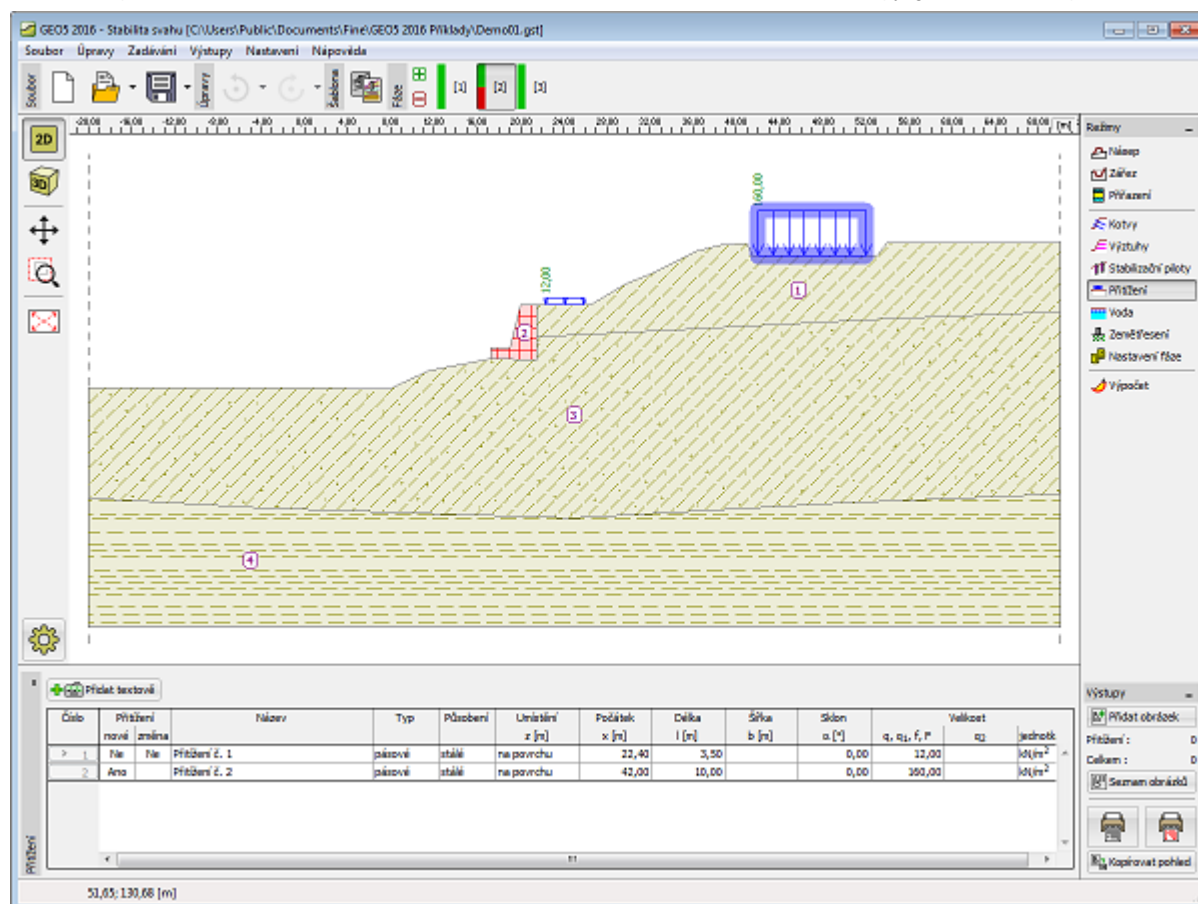 GEO5 2016 - Stabilita svahu [C:\Users\Public\Documents\Fine\GEO5 2016 Příklady\Demo01.gst]
Soubor Úpravy Zadávání Výstupy Nastavení Nápověda
Soubor Úpravy Šablona Fáze [1] [2] [3]
2D
3D
[m]
160,00
12,00
1
2
3
4
Režimy
Násep
Zářez
Přiřazení
Kotvy
Výztuhy
Stabilizační piloty
Přitížení
Voda
Zemětřesení
Nastavení fáze
Výpočet
Přidat textově
Číslo Přitížení Název Typ Působení Umístění Počátek Délka Šířka Sklon Velikost
nové změna z [m] x [m] l [m] b [m] α [°] q, q1, f, F q2 jednotk
1 Ne Ne Přitížení č. 1 pásové stálé na povrchu 22,40 3,50 0,00 12,00 kN/m2
2 Ano Přitížení č. 2 pásové stálé na povrchu 42,00 10,00 0,00 160,00 kN/m2
Přitížení
Výstupy
Přidat obrázek
Přitížení : 0
Celkem : 0
Seznam obrázků
Kopírovat pohled
51,65; 130,68 [m]